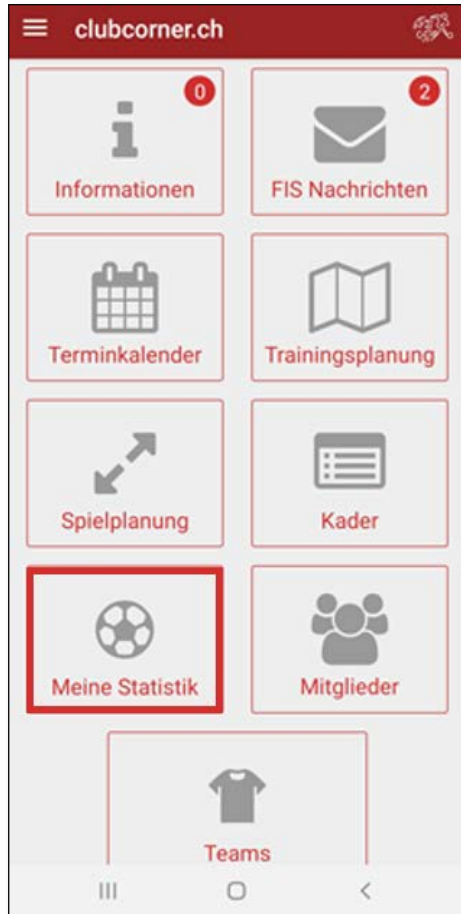 clubcorner.ch
0
2
Informationen
FIS Nachrichten
Terminkalender
Trainingsplanung
Spielplanung
Kader
Meine Statistik
Mitglieder
Teams